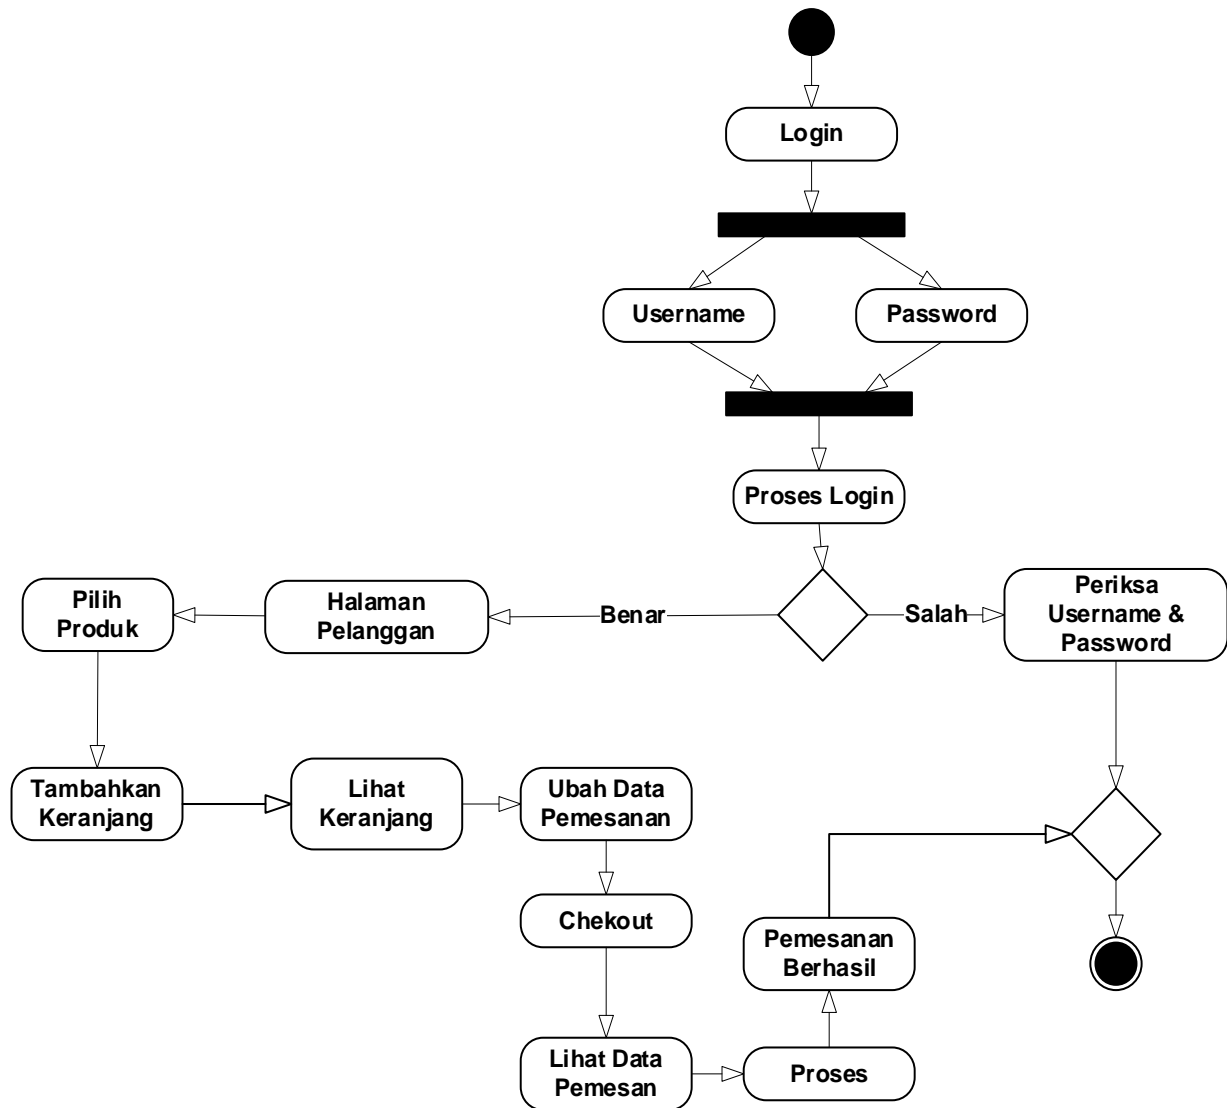 Login
Username
Password
Proses Login
Pilih
Produk
Halaman
Pelanggan
Benar
Salah
Periksa
Username &
Password
Tambahkan
Keranjang
Lihat
Keranjang
Ubah Data
Pemesanan
Chekout
Pemesanan
Berhasil
Lihat Data
Pemesan
Proses